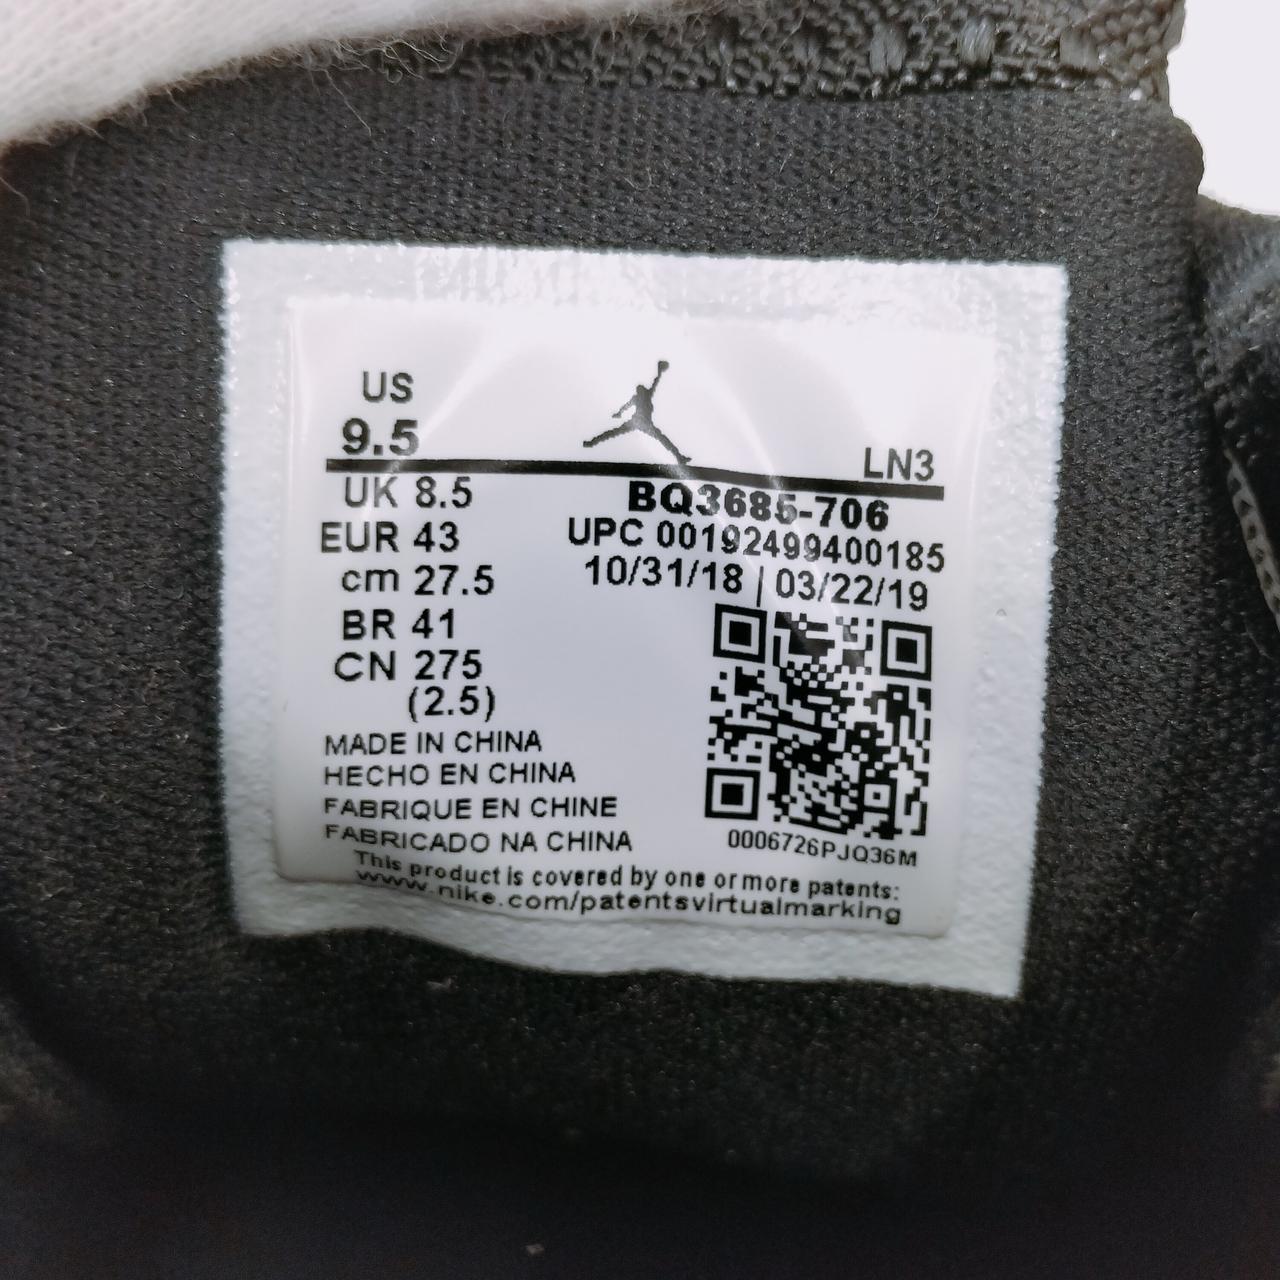 US
9.5
LN3
UK 8.5
EUR 43
cm 27.5
BR 41
CN 275
(2.5)
BQ3685-706
UPC 00192499400185
10/31/18 | 03/22/19
0006726PJQ36M
MADE IN CHINA
HECHO EN CHINA
FABRIQUE EN CHINE
FABRICADO NA CHINA
This product is covered by one or more patents:
www.nike.com/patentsvirtualmarking